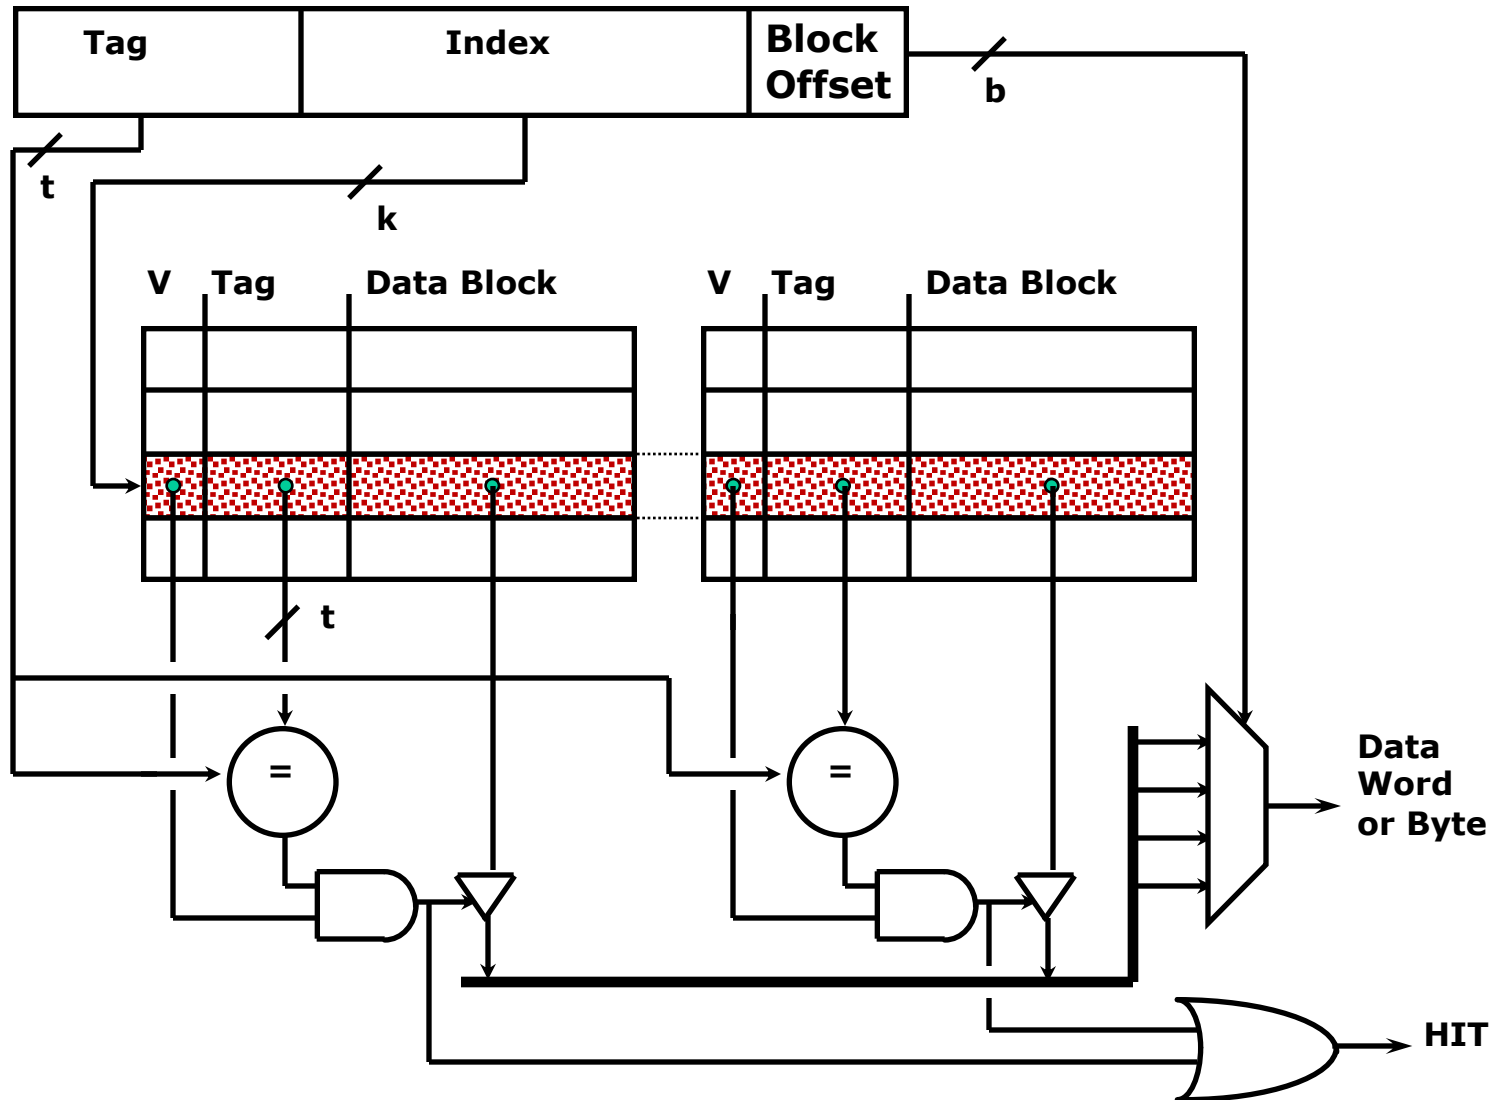 Tag
Index
Block
Offset
b
t
k
V Tag Data Block
V Tag Data Block
t
=
=
Data
Word
or Byte
HIT